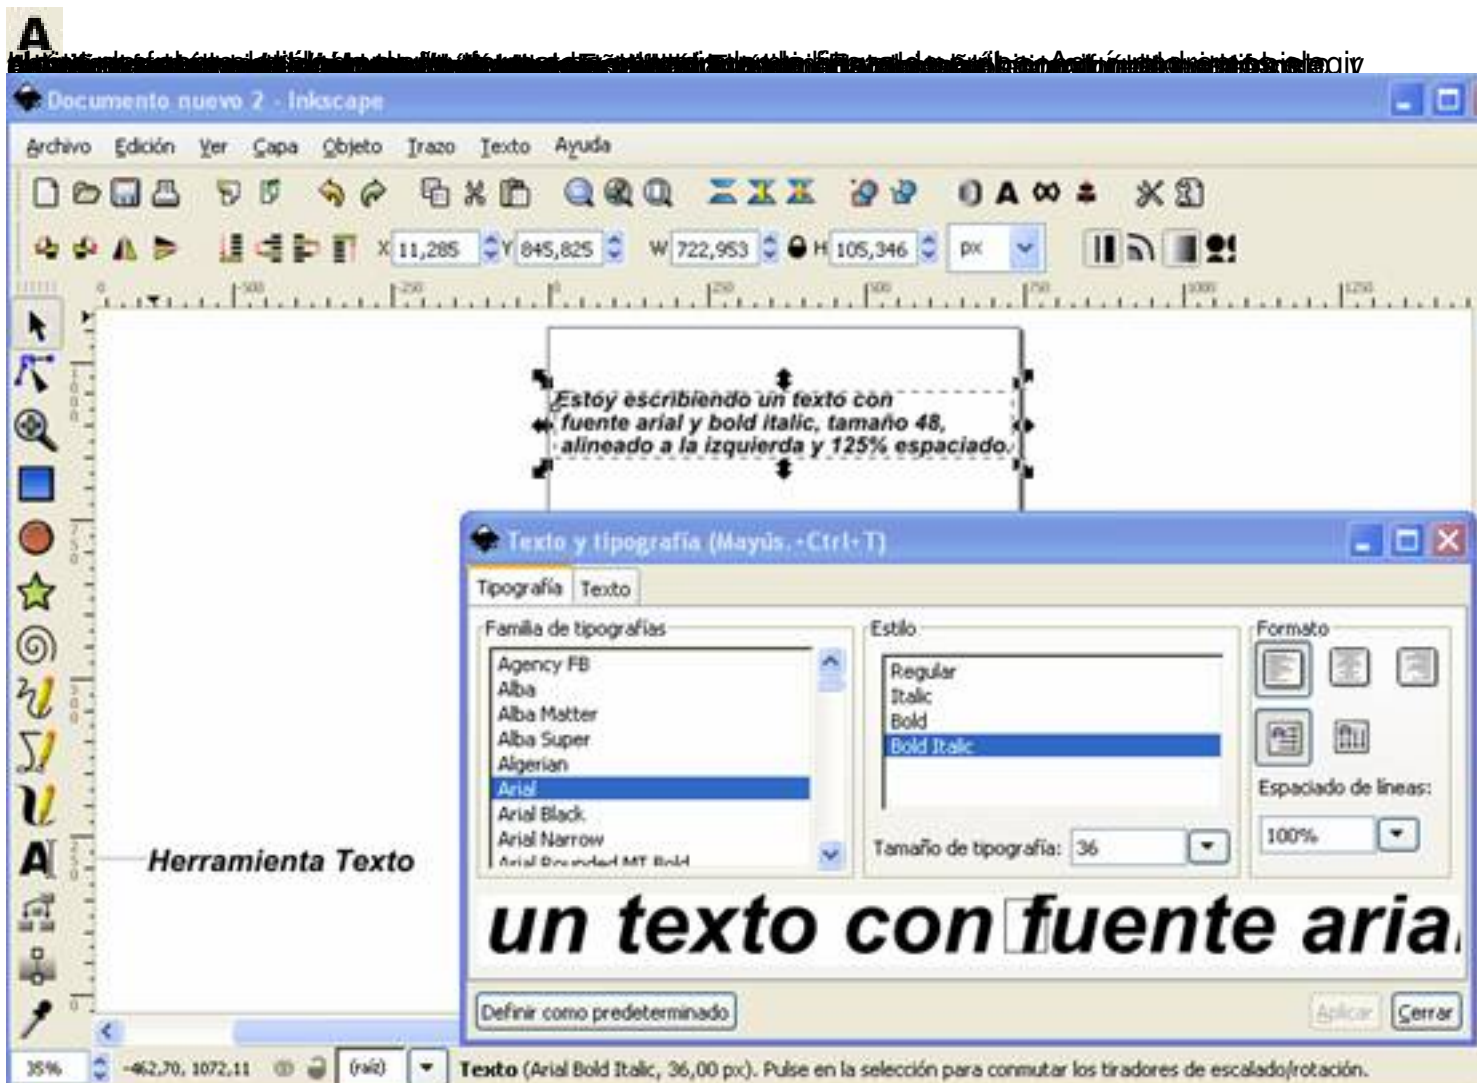 Documento nuevo 2 - Inkscape
Archivo Edición Ver Capa Objeto Trazo Texto Ayuda
X 11,285 Y 845,825 W 722,953 H 105,346 px
Estoy escribiendo un texto con
fuente arial y bold italic, tamaño 48,
alineado a la izquierda y 125% espaciado.
Texto y tipografía (Mayús.+Ctrl+T)
Tipografía Texto
Familia de tipografías Estilo Formato
Agency FB
Alba
Alba Matter
Alba Super
Algerian
Arial
Arial Black
Arial Narrow
Arial Rounded MT Bold
Regular
Italic
Bold
Bold Italic
Espaciado de líneas:
100%
Tamaño de tipografía: 36
Herramienta Texto
un texto con fuente aria
Definir como predeterminado Aplicar Cerrar
35% -462,70, 1072,11 (raíz) Texto (Arial Bold Italic, 36,00 px). Pulse en la selección para conmutar los tiradores de escalado/rotación.